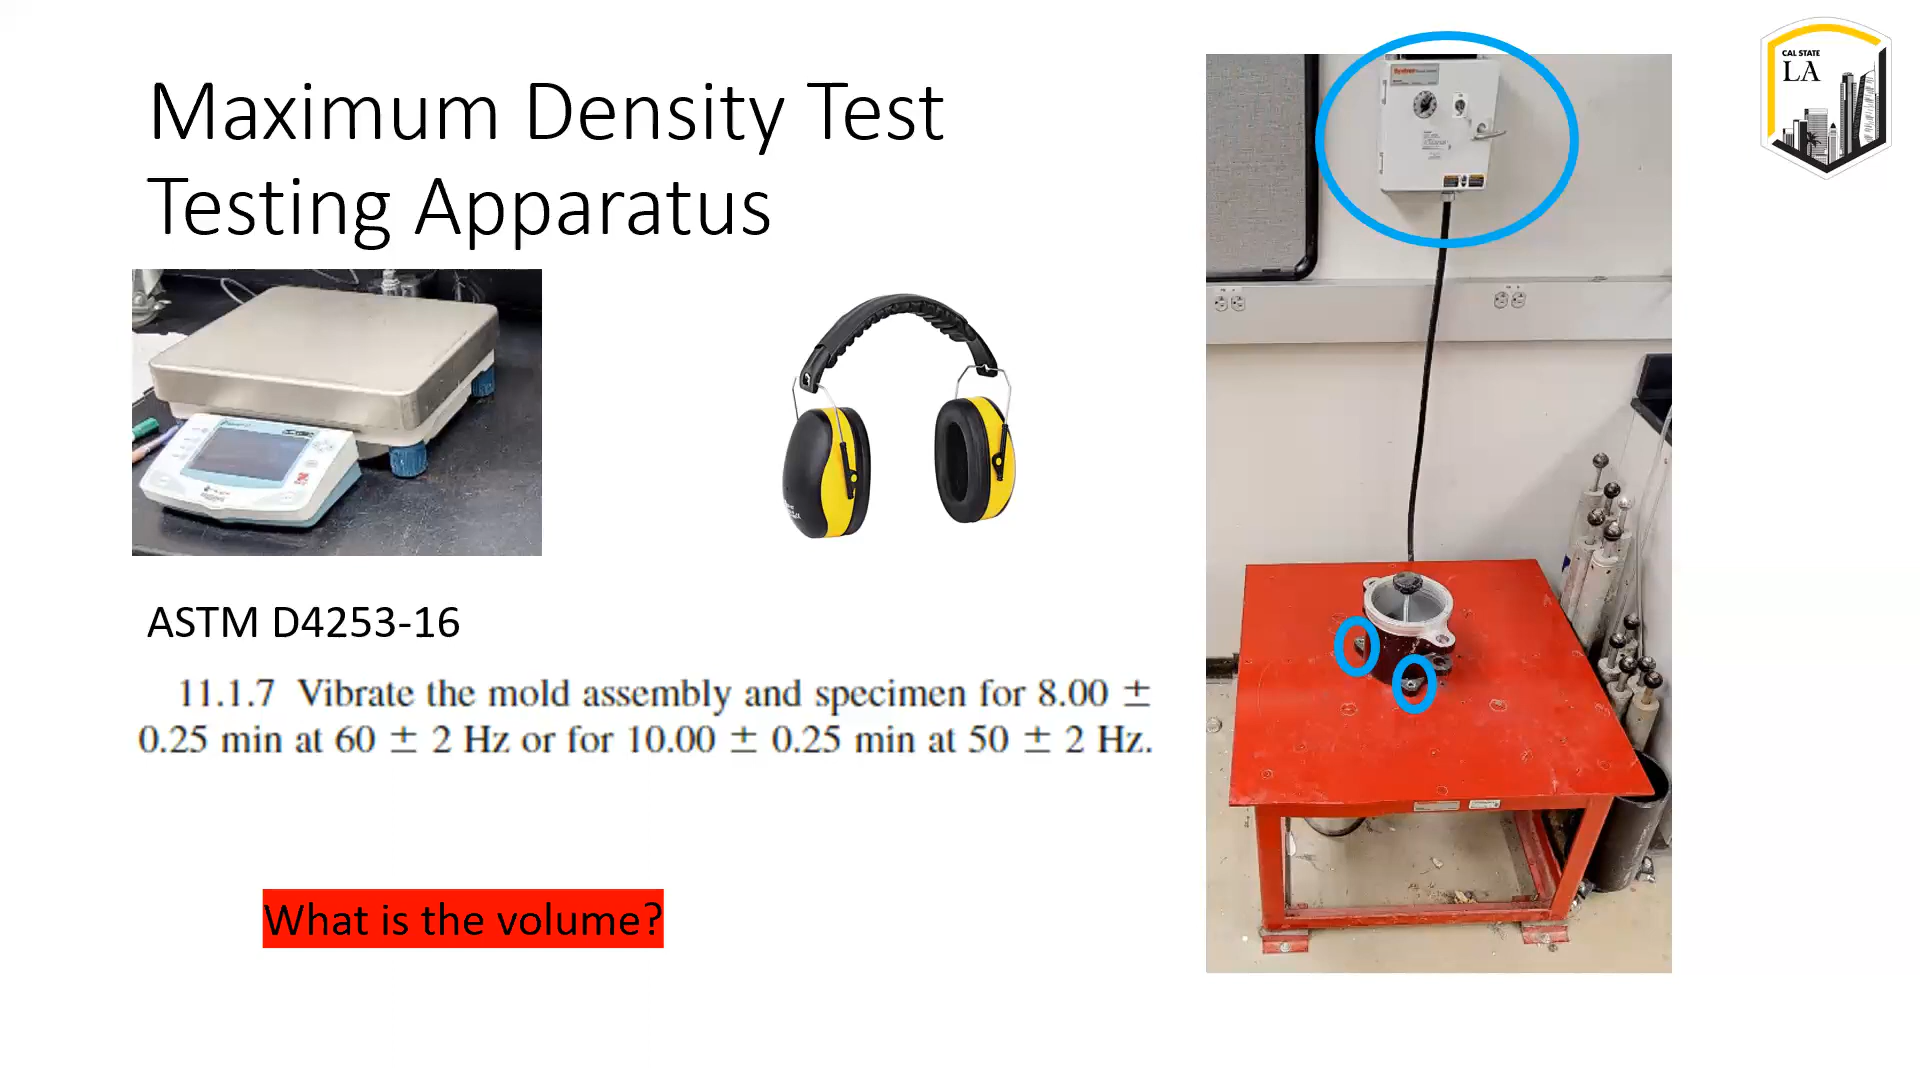 Maximum Density Test
Testing Apparatus
CAL STATE
LA
ASTM D4253-16
11.1.7 Vibrate the mold assembly and specimen for 8.00 ±
0.25 min at 60 ± 2 Hz or for 10.00 ± 0.25 min at 50 ± 2 Hz.
What is the volume?